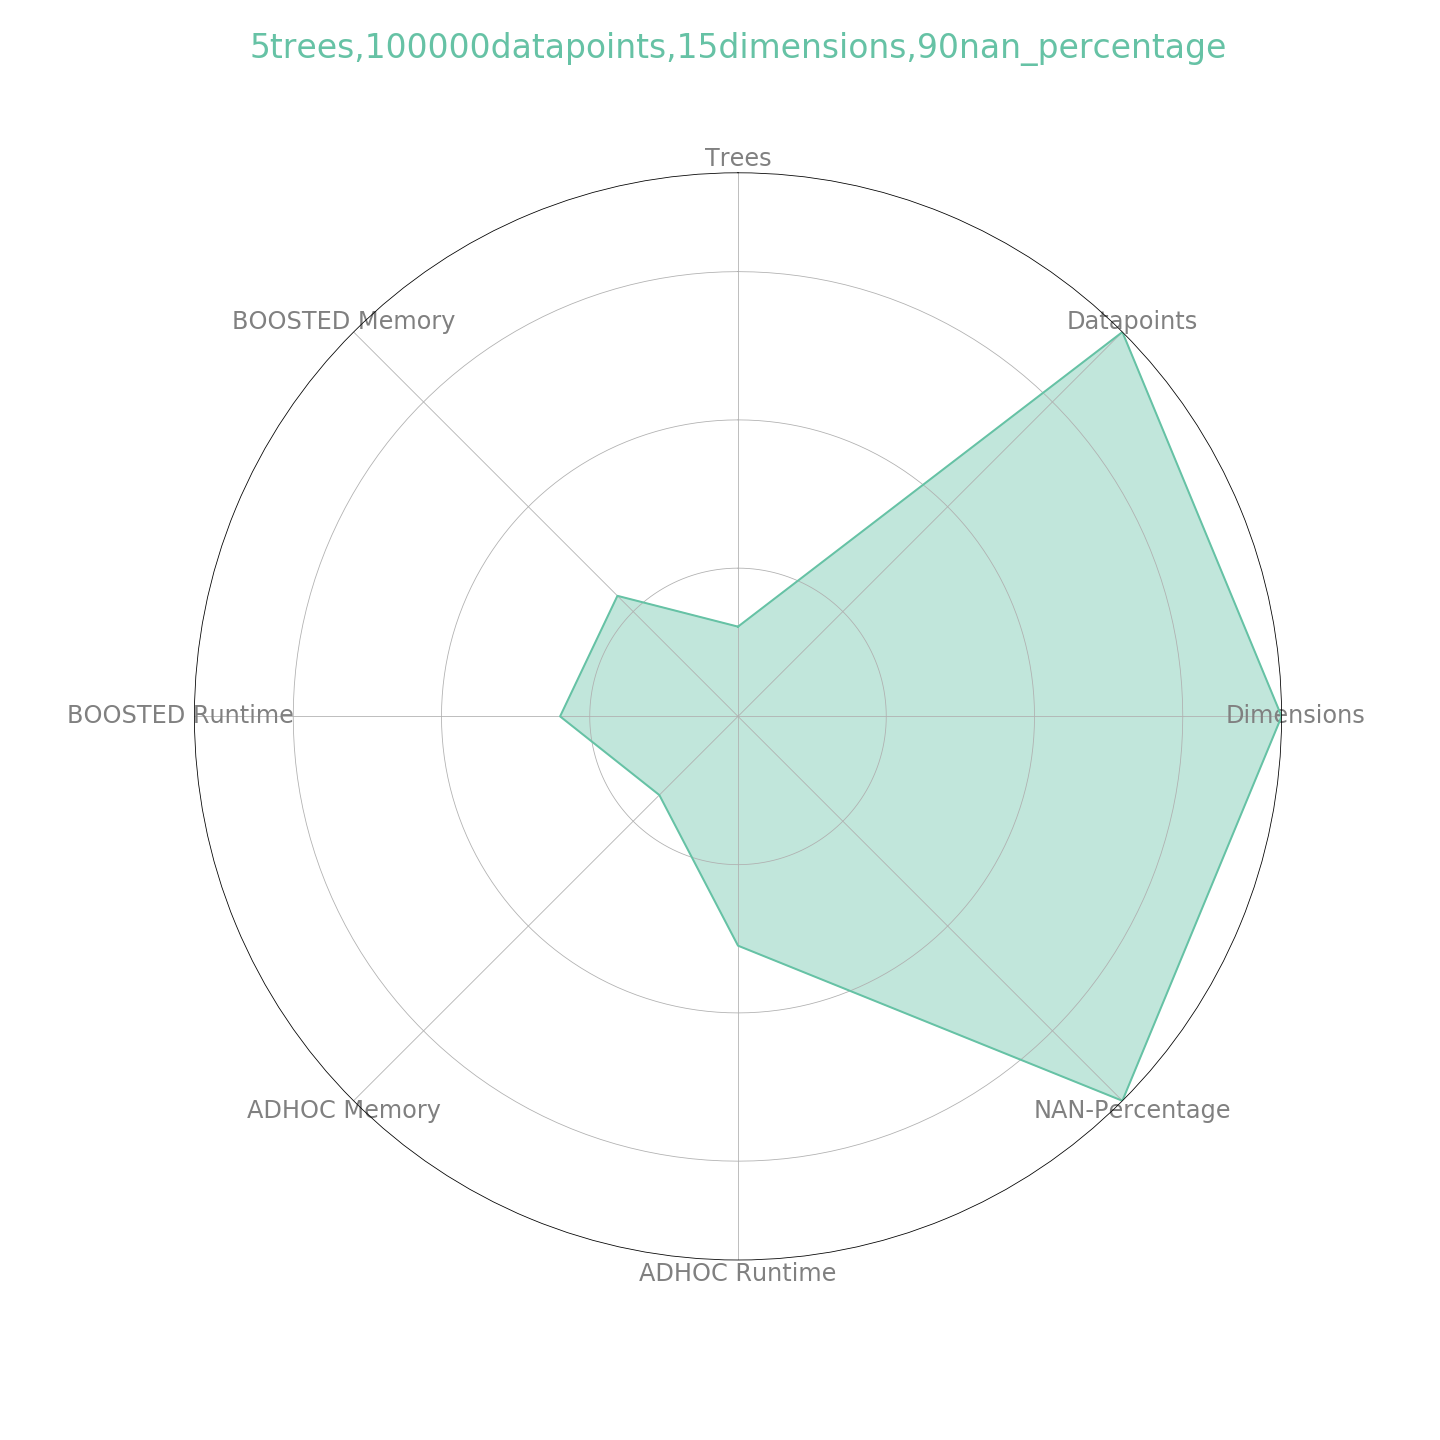 5trees,100000datapoints,15dimensions,90nan_percentage
Trees
BOOSTED Memory
Datapoints
BOOSTED Runtime
Dimensions
ADHOC Memory
NAN-Percentage
ADHOC Runtime